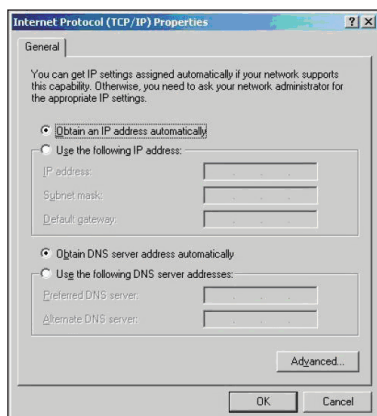 Internet Protocol (TCP/IP) Properties
General
You can get IP settings assigned automatically if your network supports
this capability. Otherwise, you need to ask your network administrator for
the appropriate IP settings.
Obtain an IP address automatically
Use the following IP address:
IP address:
Subnet mask:
Default gateway:
Obtain DNS server address automatically
Use the following DNS server addresses:
Preferred DNS server:
Alternate DNS server:
Advanced...
OK Cancel